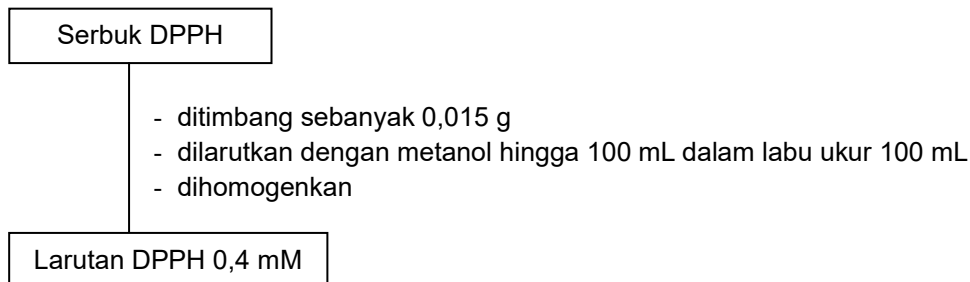 Serbuk DPPH
- ditimbang sebanyak 0,015 g
- dilarutkan dengan metanol hingga 100 mL dalam labu ukur 100 mL
- dihomogenkan
Larutan DPPH 0,4 mM